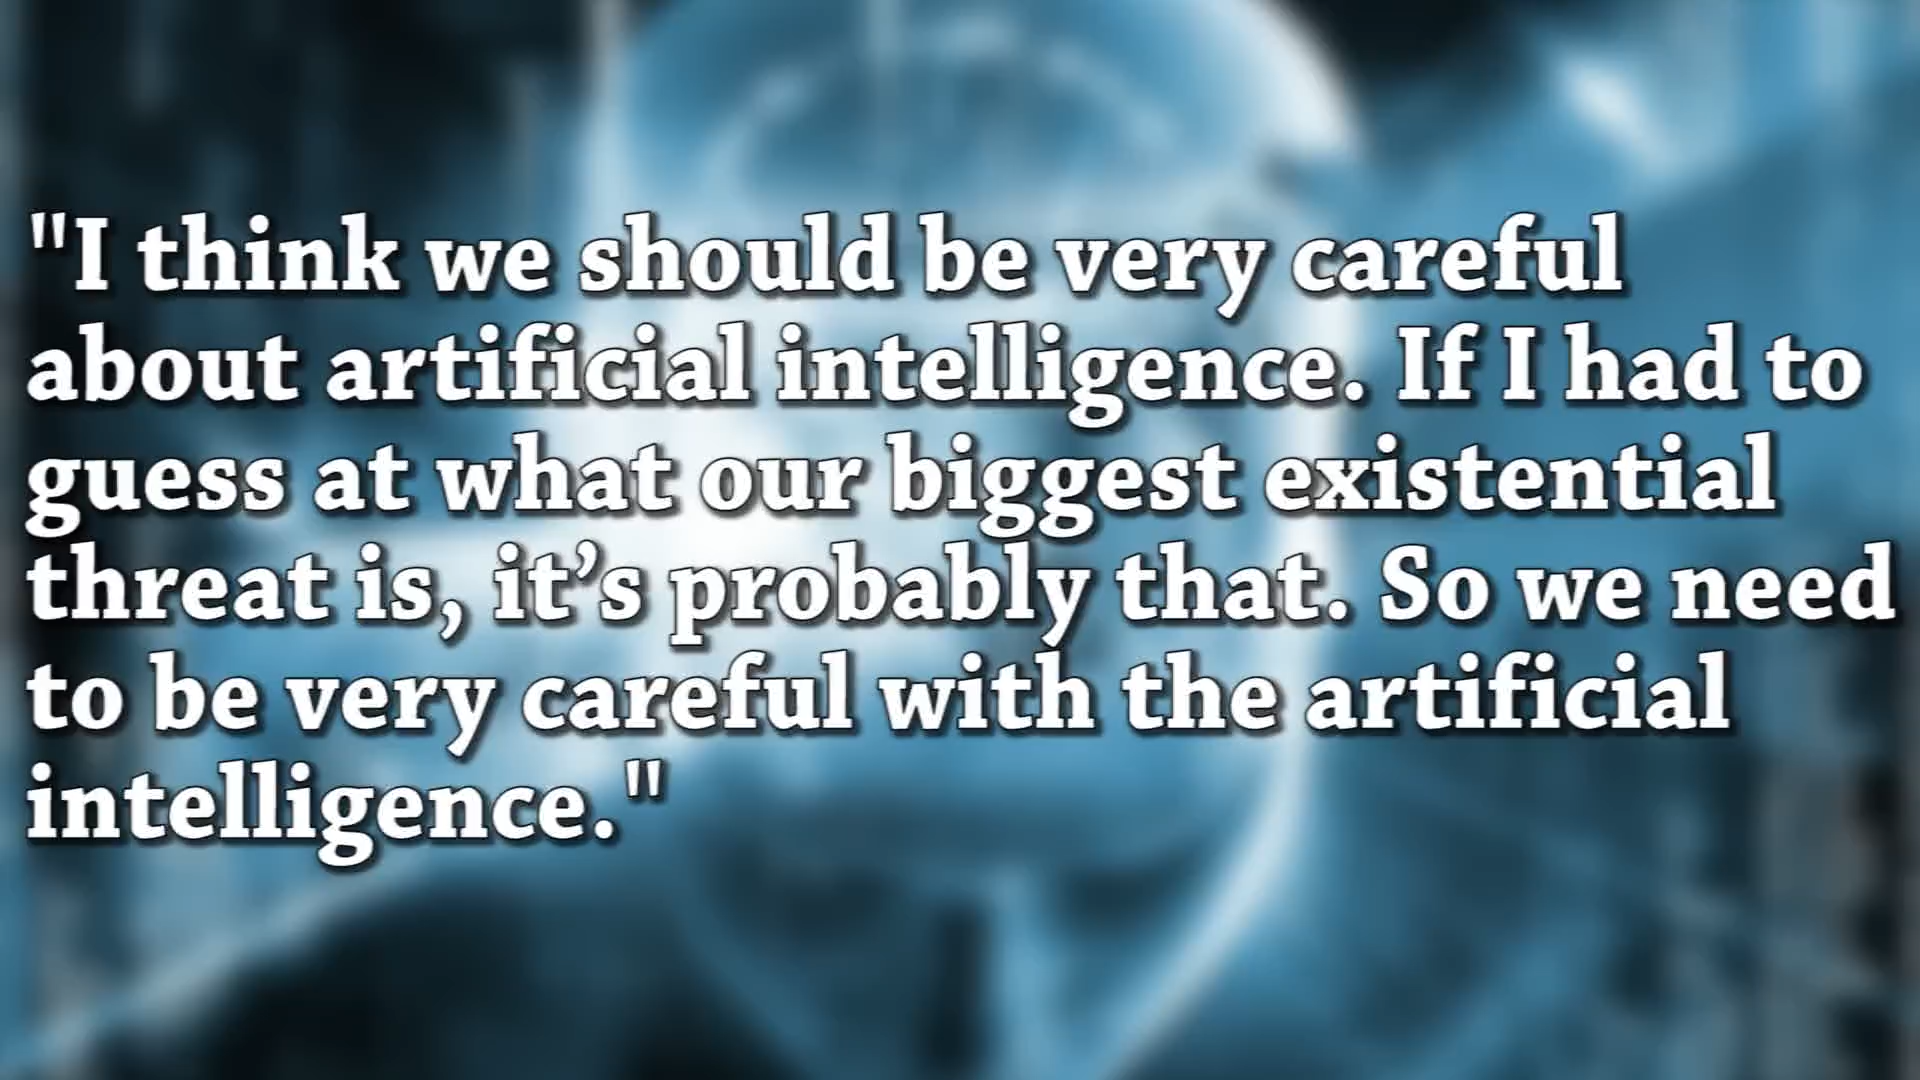 "I think we should be very careful
about artificial intelligence. If I had to
guess at what our biggest existential
threat is, it’s probably that. So we need
to be very careful with the artificial
intelligence."